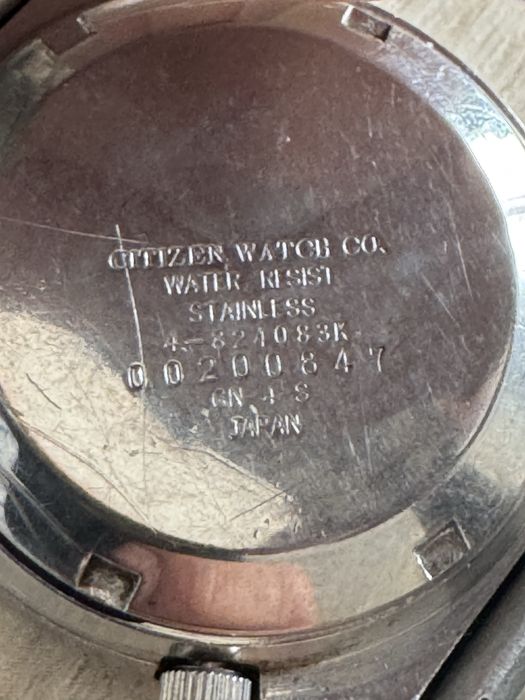 CITIZEN WATCH CO.
WATER RESIST
STAINLESS
4-821083K
00200847
GN-4-S
JAPAN